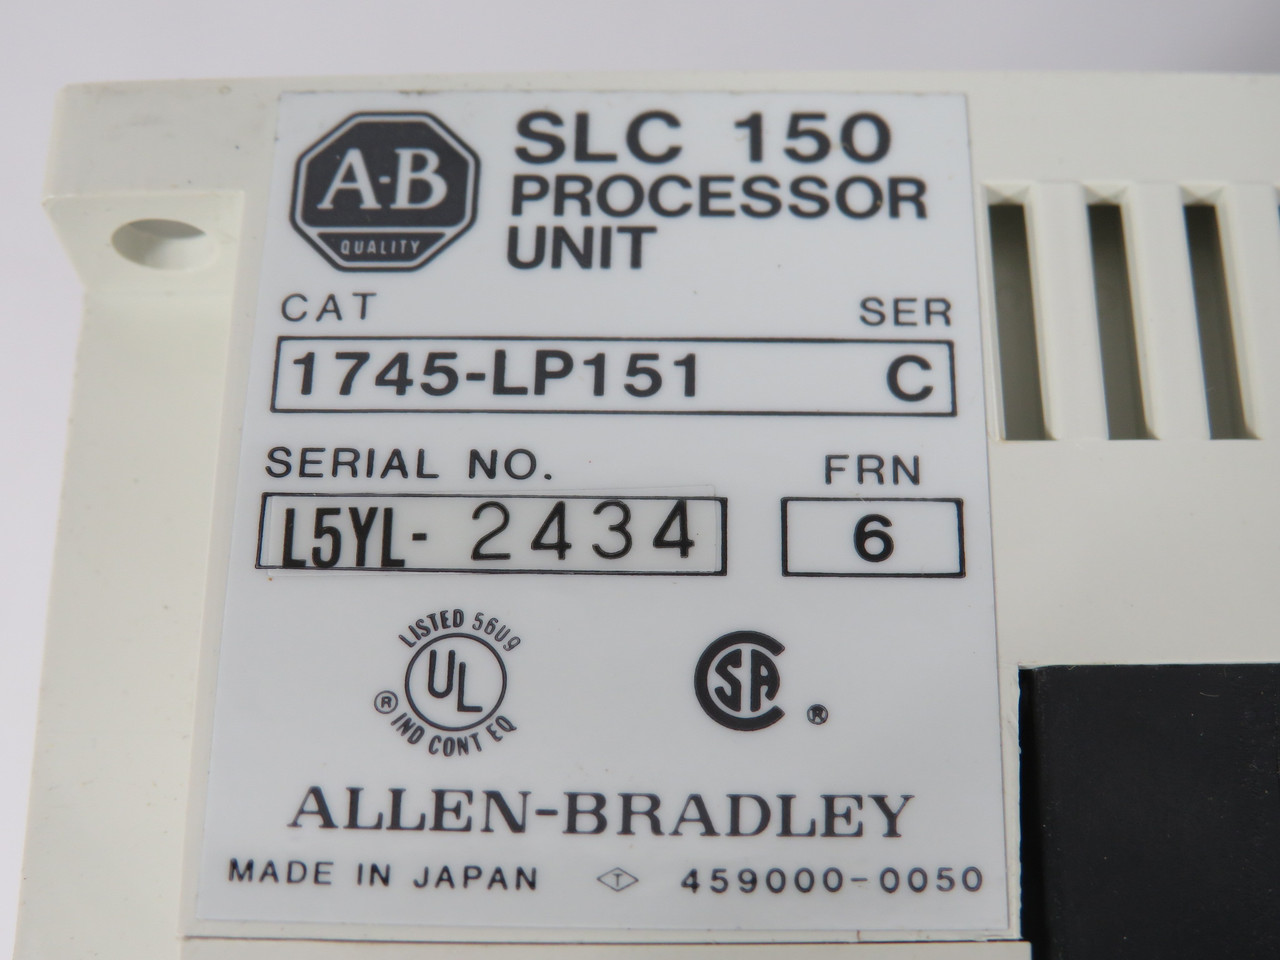 A-B
QUALITY
SLC 150
PROCESSOR
UNIT
CAT SER
1745-LP151 C
SERIAL NO. FRN
L5YL- 2434 6
LISTED 56U9
UL
® IND CONT EQ
CSA ®
ALLEN-BRADLEY
MADE IN JAPAN T 459000-0050